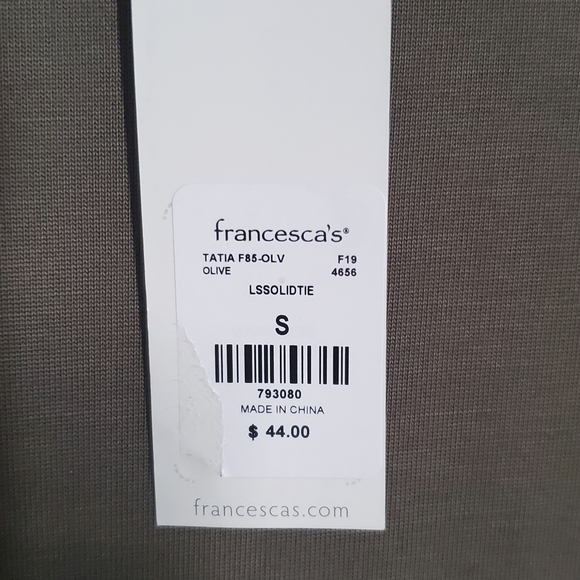 francesca's®
TATIA F85-OLV F19
OLIVE 4656
LSSOLIDTIE
S
793080
MADE IN CHINA
$ 44.00
francescas.com